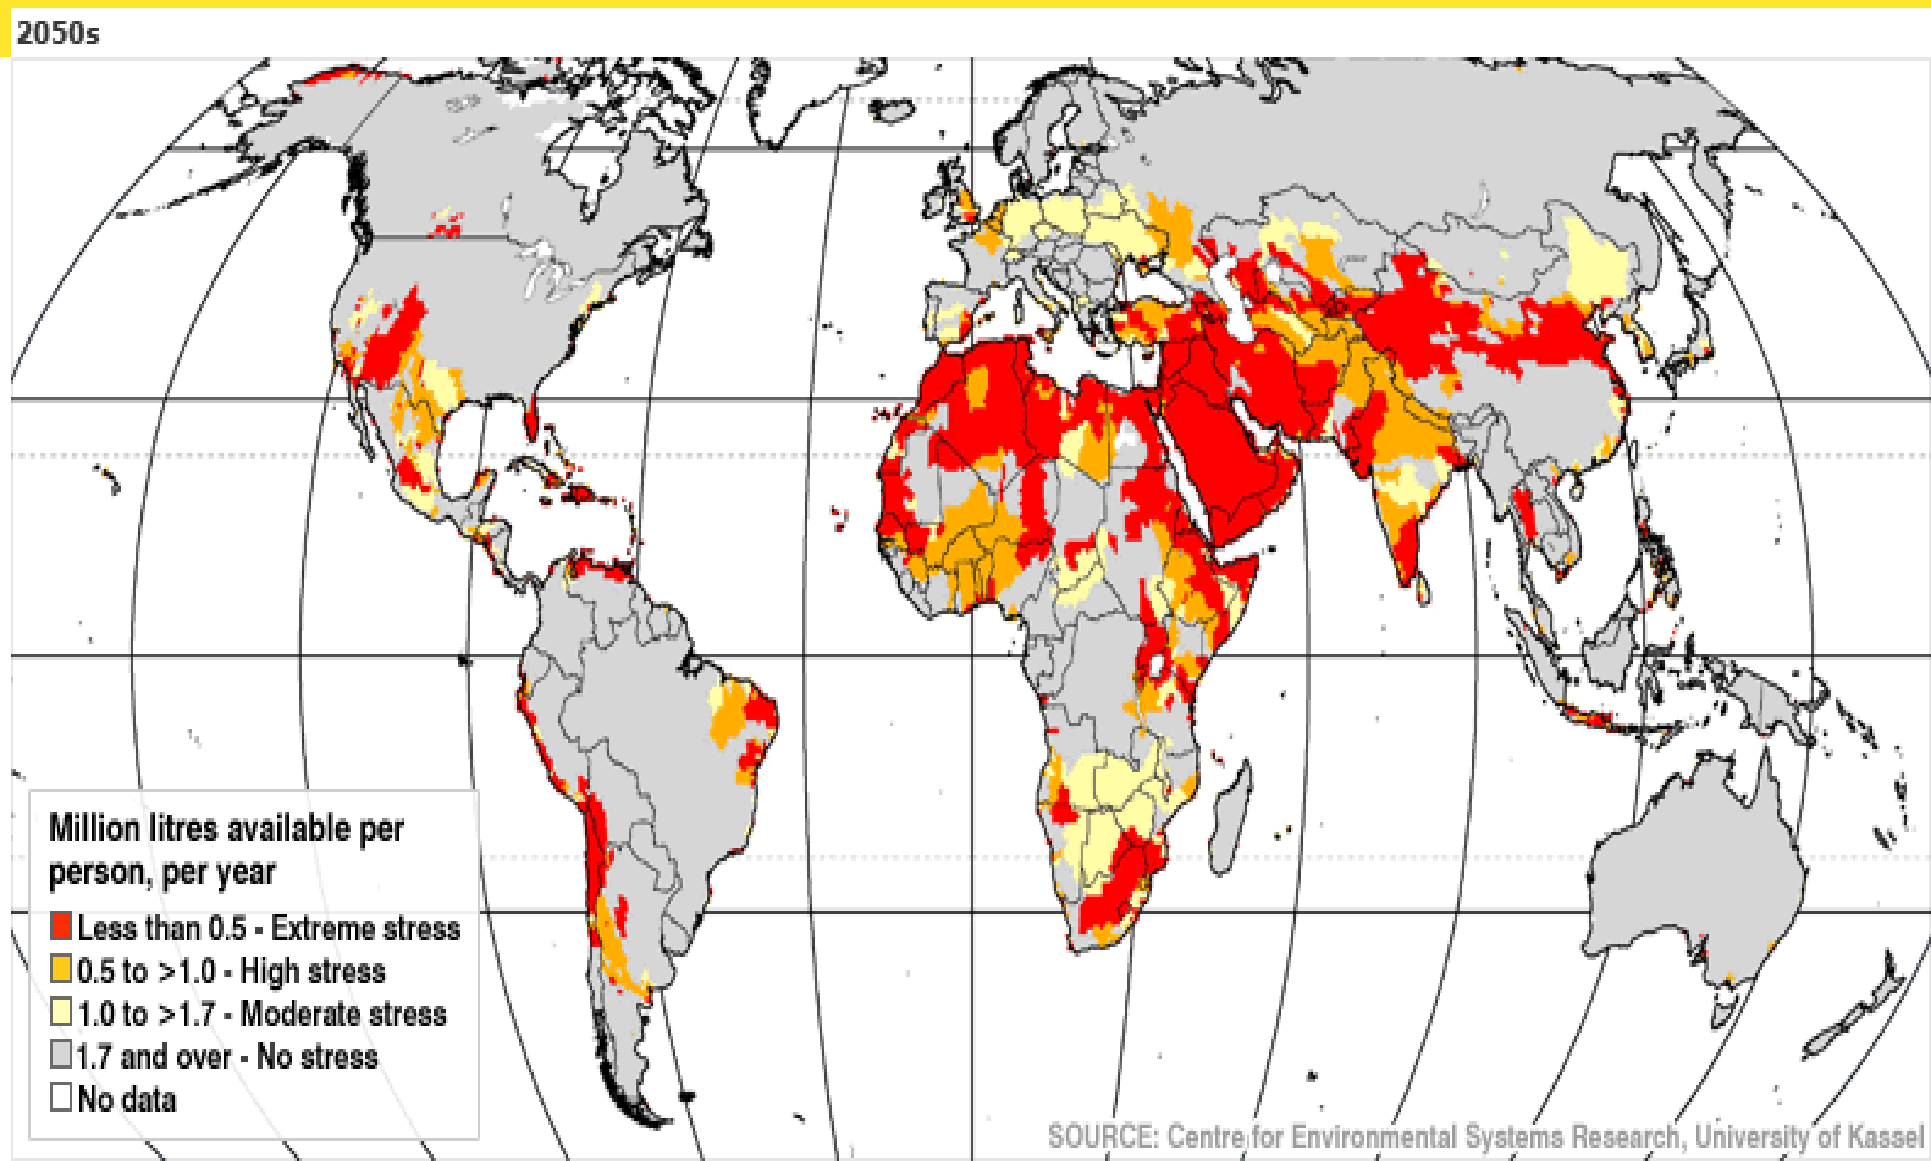 2050s
Million litres available per
person, per year
Less than 0.5 - Extreme stress
0.5 to >1.0 - High stress
1.0 to >1.7 - Moderate stress
1.7 and over - No stress
No data
SOURCE: Centre for Environmental Systems Research, University of Kassel